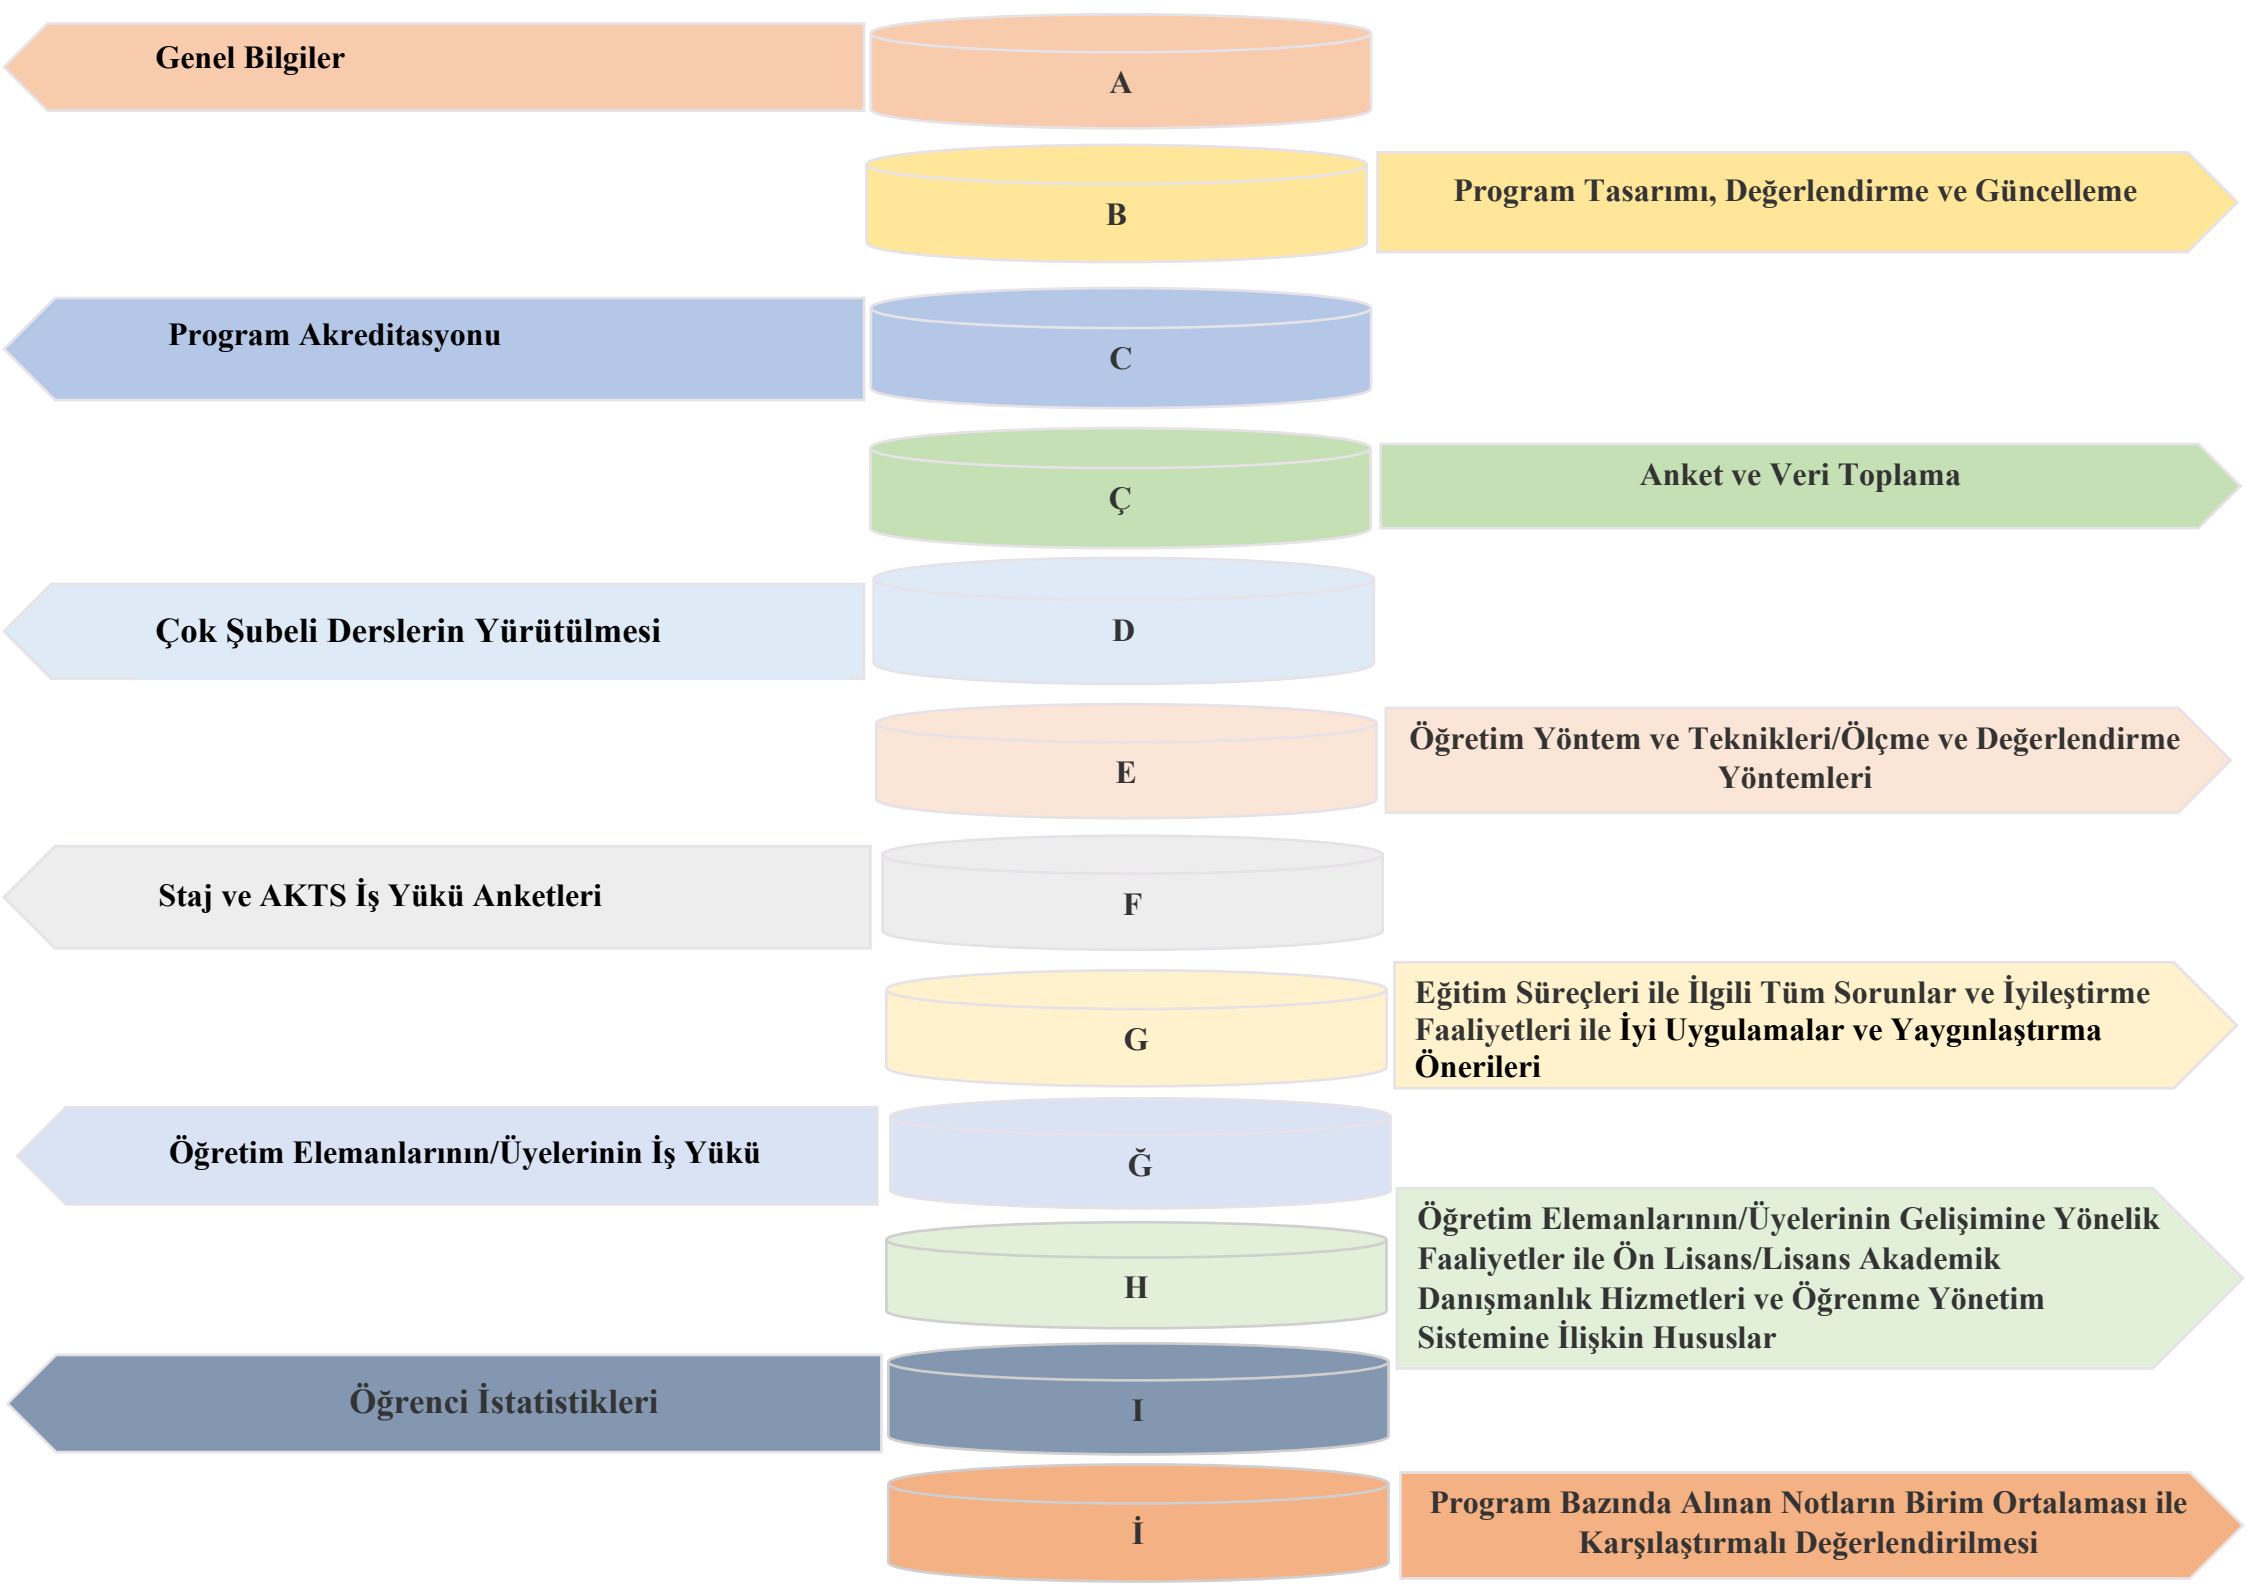 Genel Bilgiler
A
B
Program Tasarımı, Değerlendirme ve Güncelleme
Program Akreditasyonu
C
Ç
Anket ve Veri Toplama
Çok Şubeli Derslerin Yürütülmesi
D
E
Öğretim Yöntem ve Teknikleri/Ölçme ve Değerlendirme
Yöntemleri
Staj ve AKTS İş Yükü Anketleri
F
G
Eğitim Süreçleri ile İlgili Tüm Sorunlar ve İyileştirme
Faaliyetleri ile İyi Uygulamalar ve Yaygınlaştırma
Önerileri
Öğretim Elemanlarının/Üyelerinin İş Yükü
Ğ
H
Öğretim Elemanlarının/Üyelerinin Gelişimine Yönelik
Faaliyetler ile Ön Lisans/Lisans Akademik
Danışmanlık Hizmetleri ve Öğrenme Yönetim
Sistemine İlişkin Hususlar
Öğrenci İstatistikleri
I
İ
Program Bazında Alınan Notların Birim Ortalaması ile
Karşılaştırmalı Değerlendirilmesi